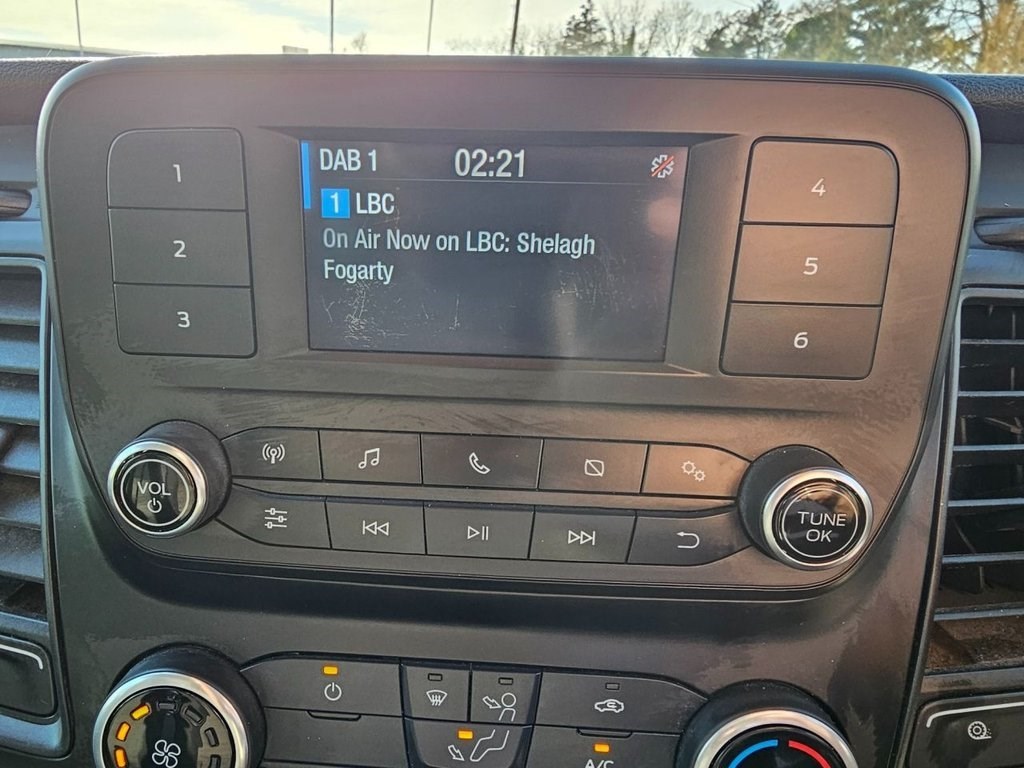 DAB 1 02:21
1 LBC
On Air Now on LBC: Shelagh
Fogarty
1
2
3
4
5
6
VOL
TUNE
OK
A/C